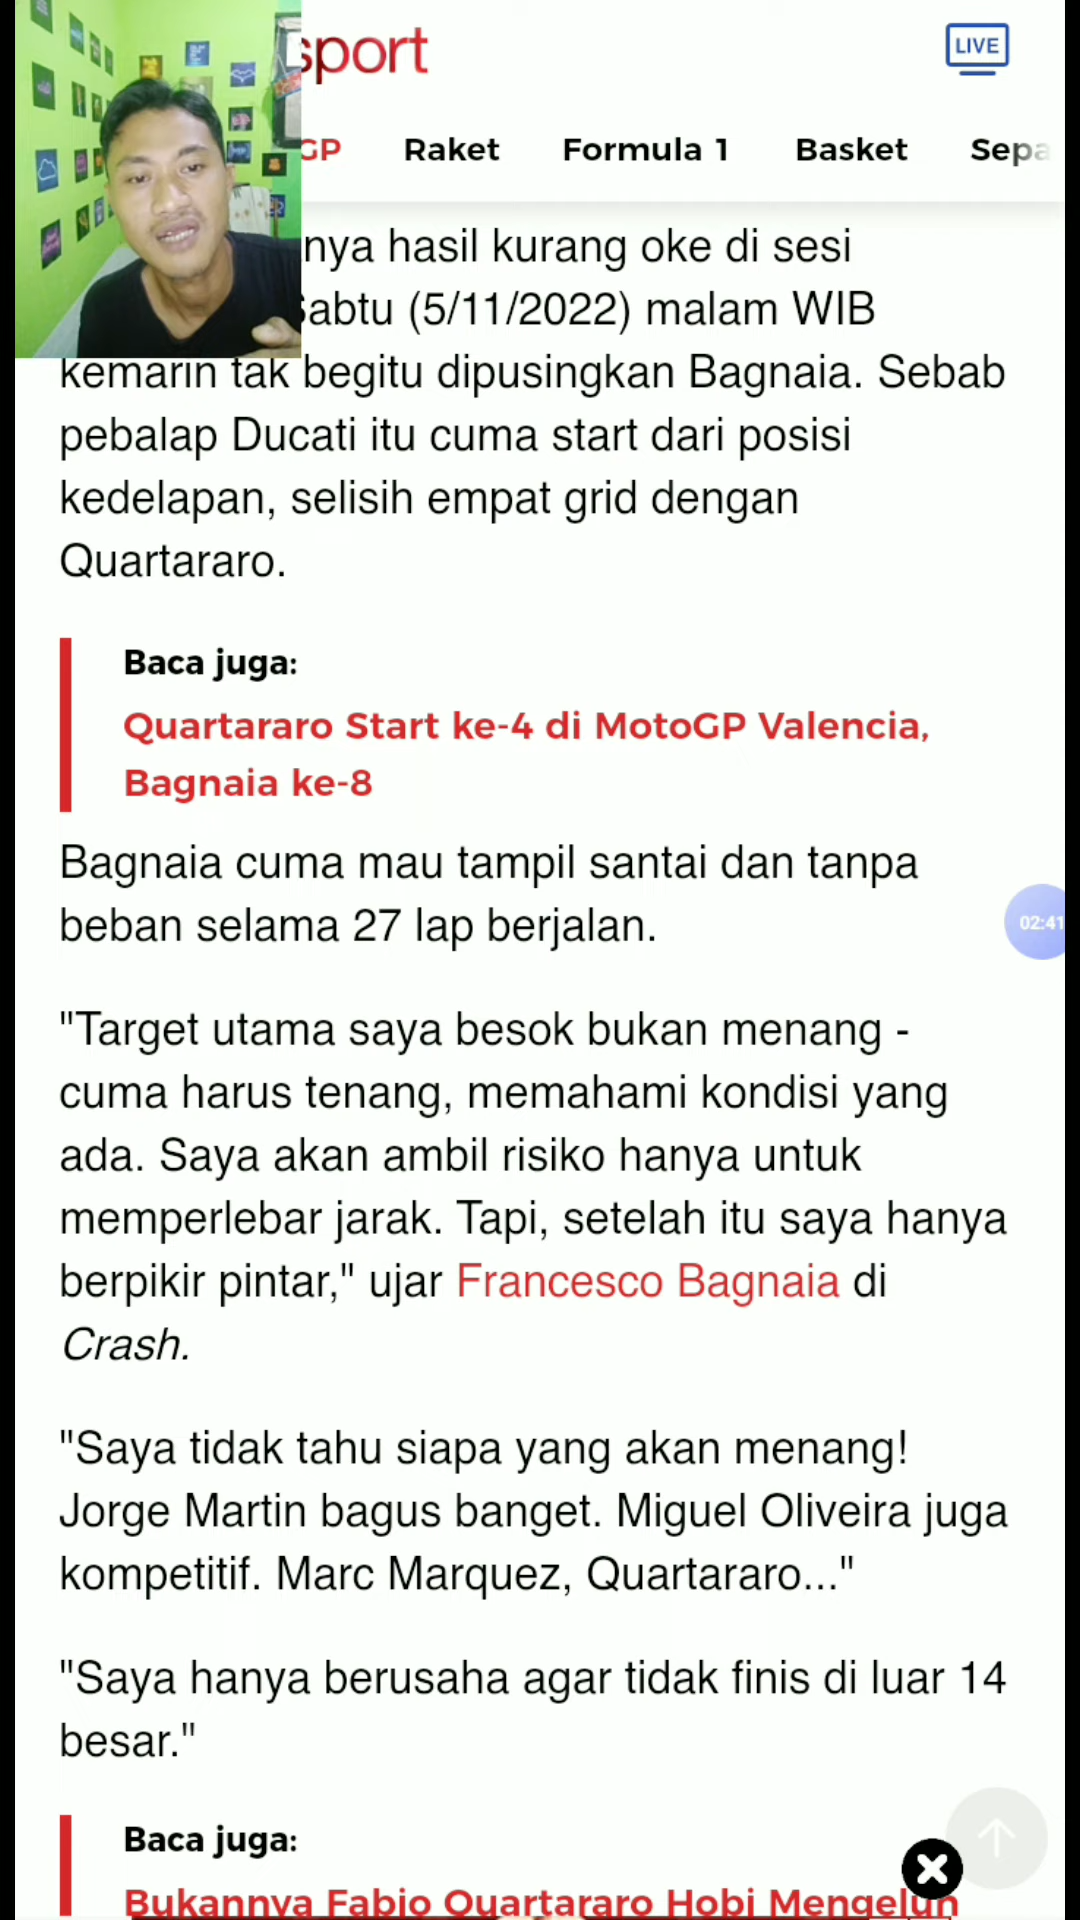 sport
LIVE
GP Raket Formula 1 Basket Sepa
nya hasil kurang oke di sesi
Sabtu (5/11/2022) malam WIB
kemarin tak begitu dipusingkan Bagnaia. Sebab
pebalap Ducati itu cuma start dari posisi
kedelapan, selisih empat grid dengan
Quartararo.
Baca juga:
Quartararo Start ke-4 di MotoGP Valencia,
Bagnaia ke-8
Bagnaia cuma mau tampil santai dan tanpa
beban selama 27 lap berjalan.
02:41
"Target utama saya besok bukan menang -
cuma harus tenang, memahami kondisi yang
ada. Saya akan ambil risiko hanya untuk
memperlebar jarak. Tapi, setelah itu saya hanya
berpikir pintar," ujar Francesco Bagnaia di
Crash.
"Saya tidak tahu siapa yang akan menang!
Jorge Martin bagus banget. Miguel Oliveira juga
kompetitif. Marc Marquez, Quartararo..."
"Saya hanya berusaha agar tidak finis di luar 14
besar."
Baca juga:
Bukannya Fabio Quartararo Hobi Mengeluh